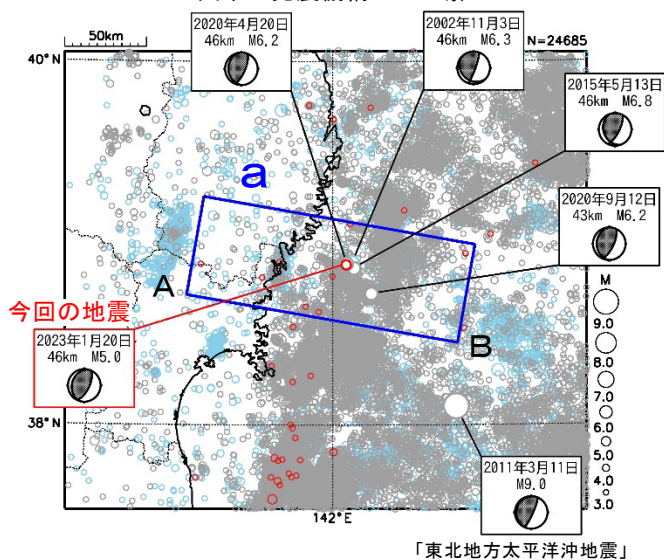 50km
N=24685
40°N
38°N
142°E
2020年4月20日
46km M6.2
2002年11月3日
46km M6.3
2015年5月13日
46km M6.8
2020年9月12日
43km M6.2
a
A
B
今回の地震
2023年1月20日
46km M5.0
2011年3月11日
M9.0
「東北地方太平洋沖地震」
M
9.0
8.0
7.0
6.0
5.0
4.0
3.0